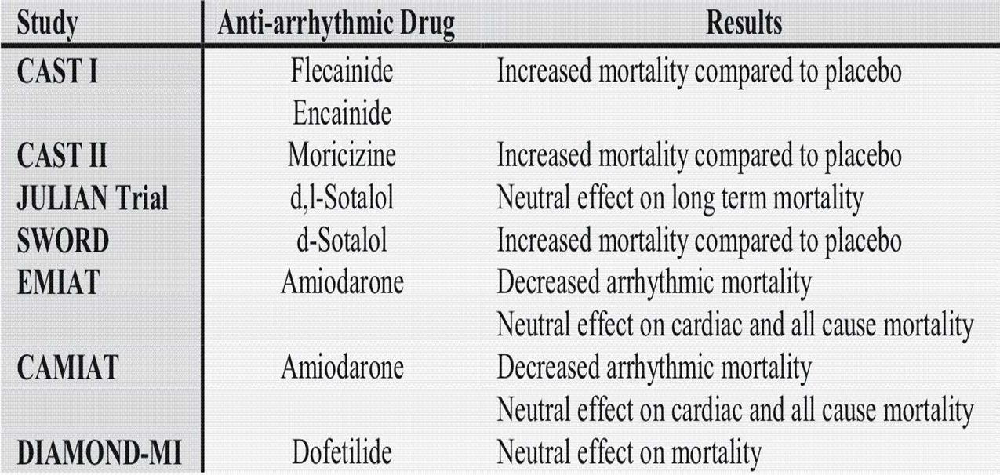 Study Anti-arrhythmic Drug Results
CAST I Flecainide Increased mortality compared to placebo
Encainide
CAST II Moricizine Increased mortality compared to placebo
JULIAN Trial d,l-Sotalol Neutral effect on long term mortality
SWORD d-Sotalol Increased mortality compared to placebo
EMIAT Amiodarone Decreased arrhythmic mortality
Neutral effect on cardiac and all cause mortality
CAMIAT Amiodarone Decreased arrhythmic mortality
Neutral effect on cardiac and all cause mortality
DIAMOND-MI Dofetilide Neutral effect on mortality